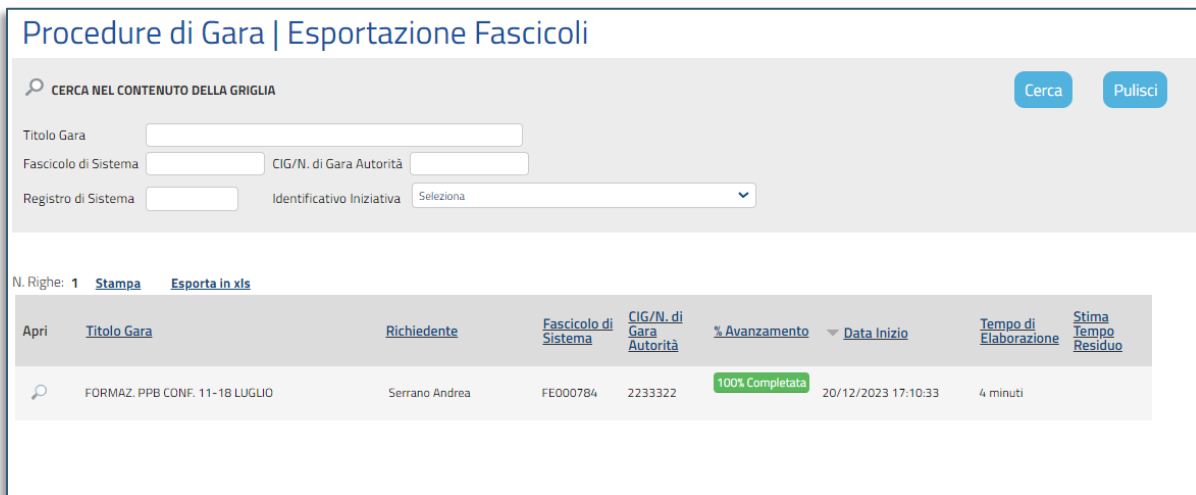 Procedure di Gara | Esportazione Fascicoli
CERCA NEL CONTENUTO DELLA GRIGLIA
Cerca
Pulisci
Titolo Gara
Fascicolo di Sistema
CIG/N. di Gara Autorità
Registro di Sistema
Identificativo Iniziativa
Seleziona
N. Righe: 1 Stampa Esporta in xls
Apri
Titolo Gara
Richiedente
Fascicolo di
Sistema
CIG/N. di
Gara
Autorità
% Avanzamento
Data Inizio
Tempo di
Elaborazione
Stima
Tempo
Residuo
FORMAZ. PPB CONF. 11-18 LUGLIO
Serrano Andrea
FE000784
2233322
100% Completata
20/12/2023 17:10:33
4 minuti